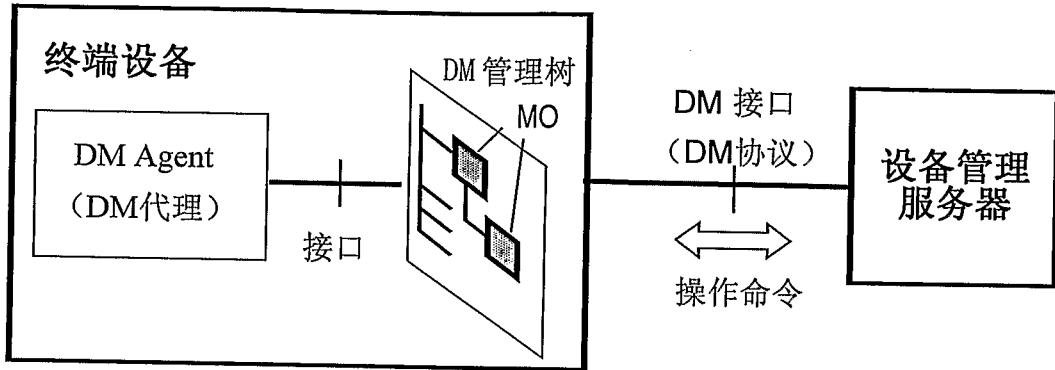 终端设备
DM 管理树
MO
DM Agent
（DM代理）
接口
DM 接口
（DM协议）
操作命令
设备管理
服务器